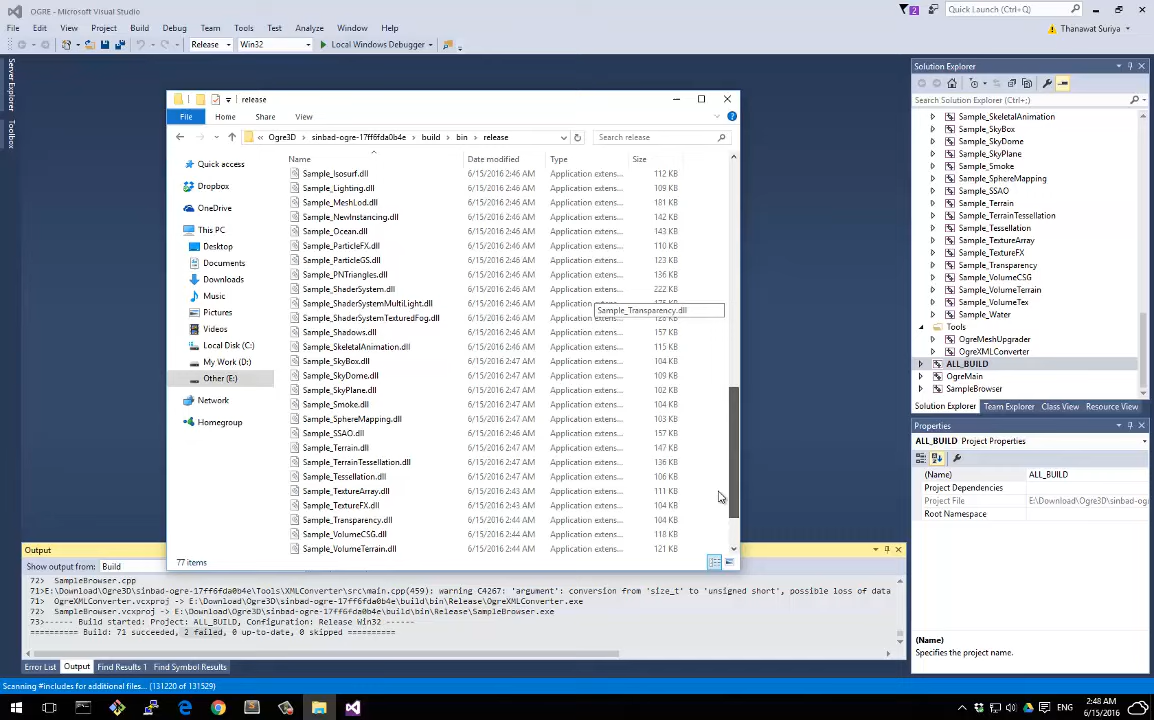 OGRE - Microsoft Visual Studio
2
Quick Launch (Ctrl+Q)
File Edit View Project Build Debug Team Tools Test Analyze Window Help
Thanawat Suriya
Release Win32 Local Windows Debugger
Server Explorer
Toolbox
release
File Home Share View
« Ogre3D > sinbad-ogre-17ff6fda0b4e > build > bin > release
Search release
Name Date modified Type Size
Quick access
Dropbox
OneDrive
This PC
Desktop
Documents
Downloads
Music
Pictures
Videos
Local Disk (C:)
My Work (D:)
Other (E:)
Network
Homegroup
Sample_Isosurf.dll 6/15/2016 2:46 AM Application extens... 112 KB
Sample_Lighting.dll 6/15/2016 2:46 AM Application extens... 109 KB
Sample_MeshLod.dll 6/15/2016 2:46 AM Application extens... 181 KB
Sample_NewInstancing.dll 6/15/2016 2:46 AM Application extens... 142 KB
Sample_Ocean.dll 6/15/2016 2:46 AM Application extens... 143 KB
Sample_ParticleFX.dll 6/15/2016 2:46 AM Application extens... 110 KB
Sample_ParticleGS.dll 6/15/2016 2:46 AM Application extens... 123 KB
Sample_PNTriangles.dll 6/15/2016 2:46 AM Application extens... 136 KB
Sample_ShaderSystem.dll 6/15/2016 2:46 AM Application extens... 222 KB
Sample_ShaderSystemMultiLight.dll 6/15/2016 2:46 AM Application extens...
Sample_Transparency.dll
Sample_ShaderSystemTexturedFog.dll 6/15/2016 2:46 AM Application extens... 128 KB
Sample_Shadows.dll 6/15/2016 2:46 AM Application extens... 157 KB
Sample_SkeletalAnimation.dll 6/15/2016 2:46 AM Application extens... 115 KB
Sample_SkyBox.dll 6/15/2016 2:47 AM Application extens... 104 KB
Sample_SkyDome.dll 6/15/2016 2:47 AM Application extens... 109 KB
Sample_SkyPlane.dll 6/15/2016 2:47 AM Application extens... 102 KB
Sample_Smoke.dll 6/15/2016 2:47 AM Application extens... 104 KB
Sample_SphereMapping.dll 6/15/2016 2:47 AM Application extens... 103 KB
Sample_SSAO.dll 6/15/2016 2:47 AM Application extens... 157 KB
Sample_Terrain.dll 6/15/2016 2:47 AM Application extens... 147 KB
Sample_TerrainTessellation.dll 6/15/2016 2:47 AM Application extens... 136 KB
Sample_Tessellation.dll 6/15/2016 2:47 AM Application extens... 106 KB
Sample_TextureArray.dll 6/15/2016 2:43 AM Application extens... 111 KB
Sample_TextureFX.dll 6/15/2016 2:43 AM Application extens... 104 KB
Sample_Transparency.dll 6/15/2016 2:44 AM Application extens... 104 KB
Sample_VolumeCSG.dll 6/15/2016 2:44 AM Application extens... 118 KB
Sample_VolumeTerrain.dll 6/15/2016 2:44 AM Application extens... 121 KB
77 items
Solution Explorer
Search Solution Explorer (Ctrl+;)
Sample_SkeletalAnimation
Sample_SkyBox
Sample_SkyDome
Sample_SkyPlane
Sample_Smoke
Sample_SphereMapping
Sample_SSAO
Sample_Terrain
Sample_TerrainTessellation
Sample_Tessellation
Sample_TextureArray
Sample_TextureFX
Sample_Transparency
Sample_VolumeCSG
Sample_VolumeTerrain
Sample_VolumeTex
Sample_Water
Tools
OgreMeshUpgrader
OgreXMLConverter
ALL_BUILD
OgreMain
SampleBrowser
Solution Explorer Team Explorer Class View Resource View
Properties
ALL_BUILD Project Properties
(Name) ALL_BUILD
Project Dependencies
Project File E:\Download\Ogre3D\sinbad-og
Root Namespace
(Name)
Specifies the project name.
Output
Show output from: Build
72> SampleBrowser.cpp
71>E:\Download\Ogre3D\sinbad-ogre-17ff6fda0b4e\Tools\XMLConverter\src\main.cpp(459): warning C4267: 'argument': conversion from 'size_t' to 'unsigned short', possible loss of data
71> OgreXMLConverter.vcxproj -> E:\Download\Ogre3D\sinbad-ogre-17ff6fda0b4e\build\bin\Release\OgreXMLConverter.exe
72> SampleBrowser.vcxproj -> E:\Download\Ogre3D\sinbad-ogre-17ff6fda0b4e\build\bin\Release\SampleBrowser.exe
73>------ Build started: Project: ALL_BUILD, Configuration: Release Win32 ------
========== Build: 71 succeeded, 2 failed, 0 up-to-date, 0 skipped ==========
Error List Output Find Results 1 Find Symbol Results
Scanning #includes for additional files... (131220 of 131529)
ENG
2:48 AM
6/15/2016